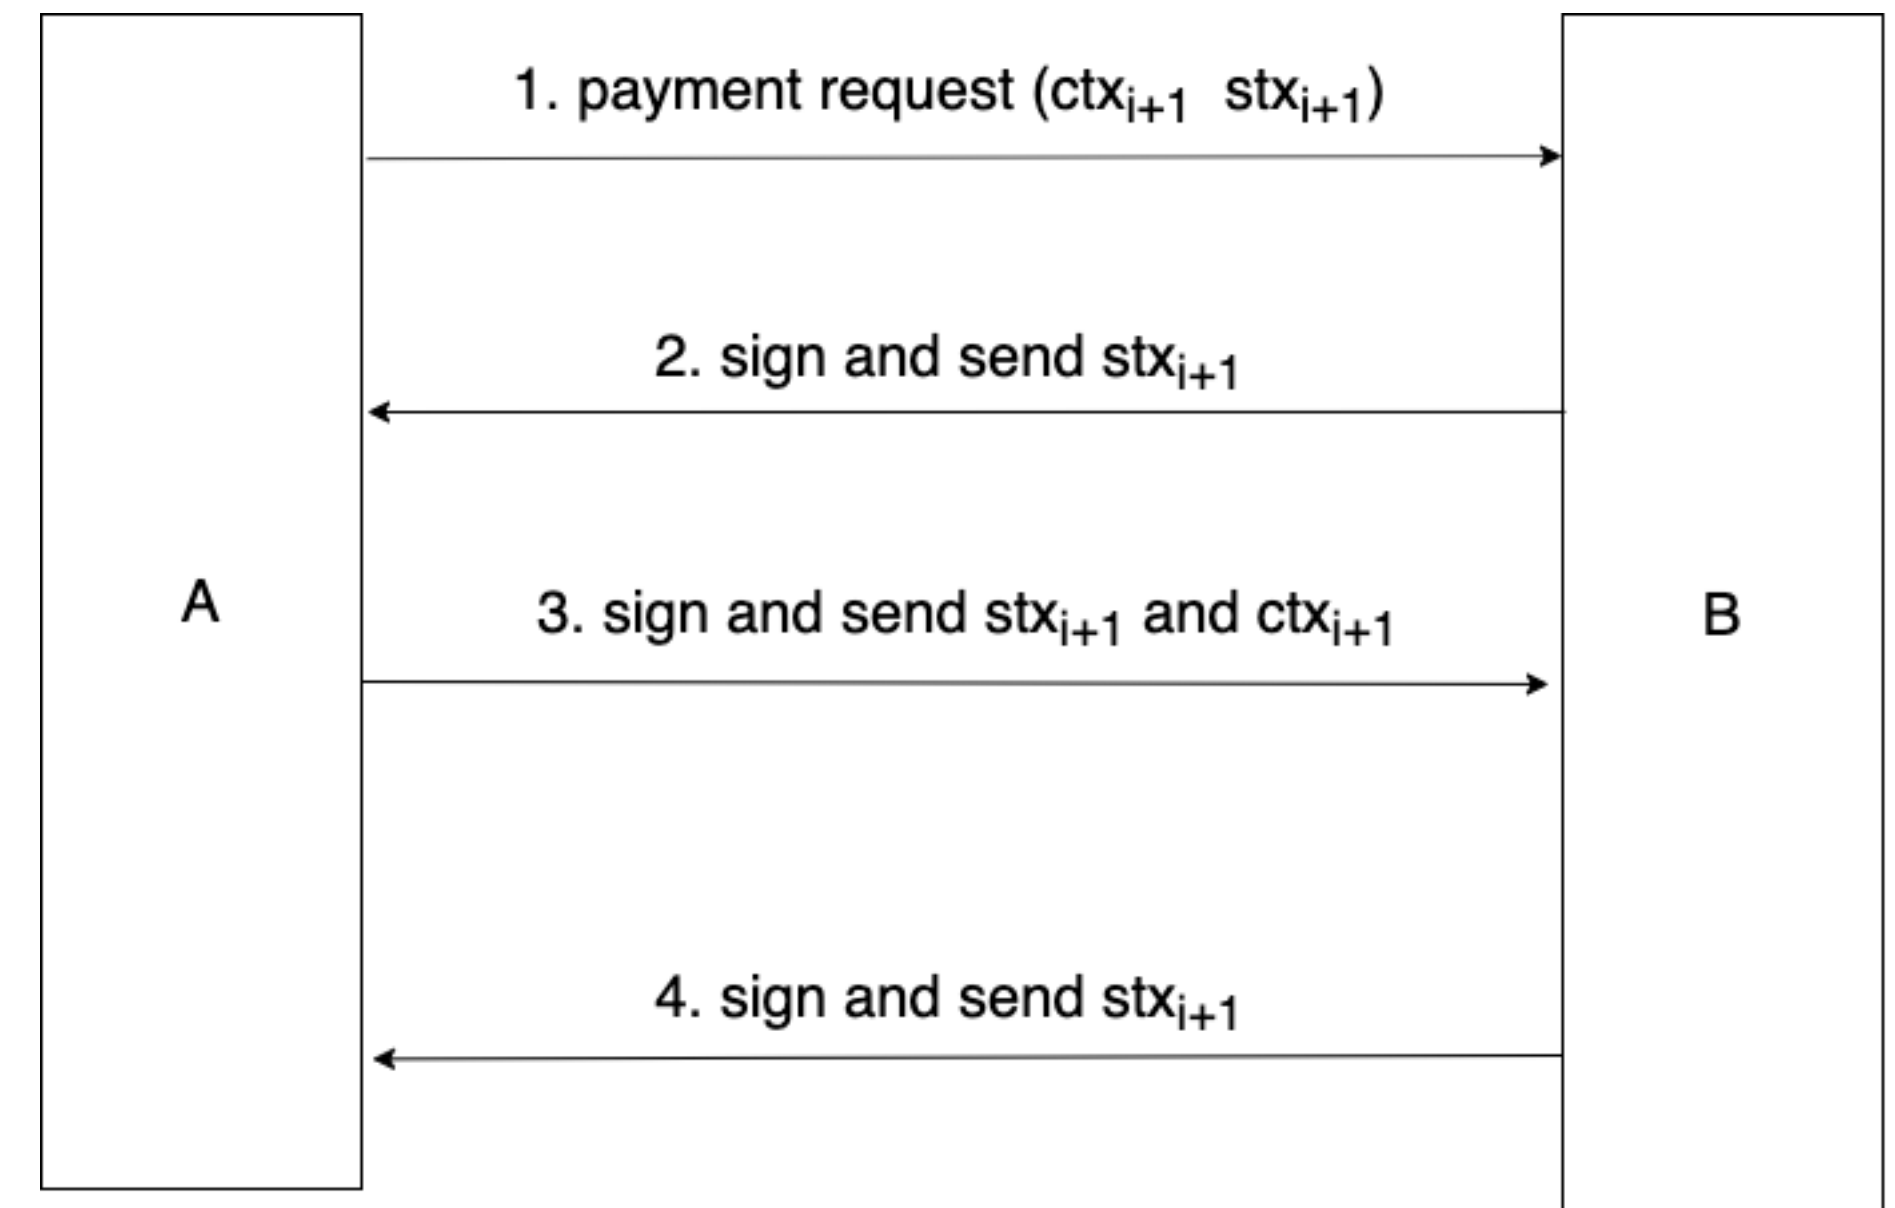 1. payment request (ctxi+1 stxi+1)
2. sign and send stxi+1
A
3. sign and send stxi+1 and ctxi+1
B
4. sign and send stxi+1